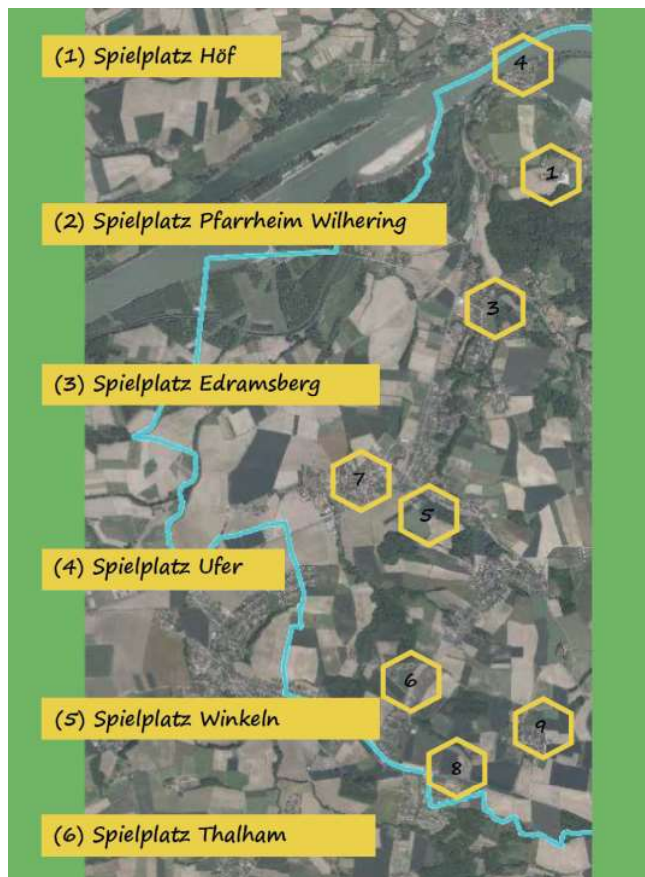 (1) Spielplatz Höf
4
1
(2) Spielplatz Pfarrheim Wilhering
3
(3) Spielplatz Edramsberg
7
5
(4) Spielplatz Ufer
6
(5) Spielplatz Winkeln
9
8
(6) Spielplatz Thalham